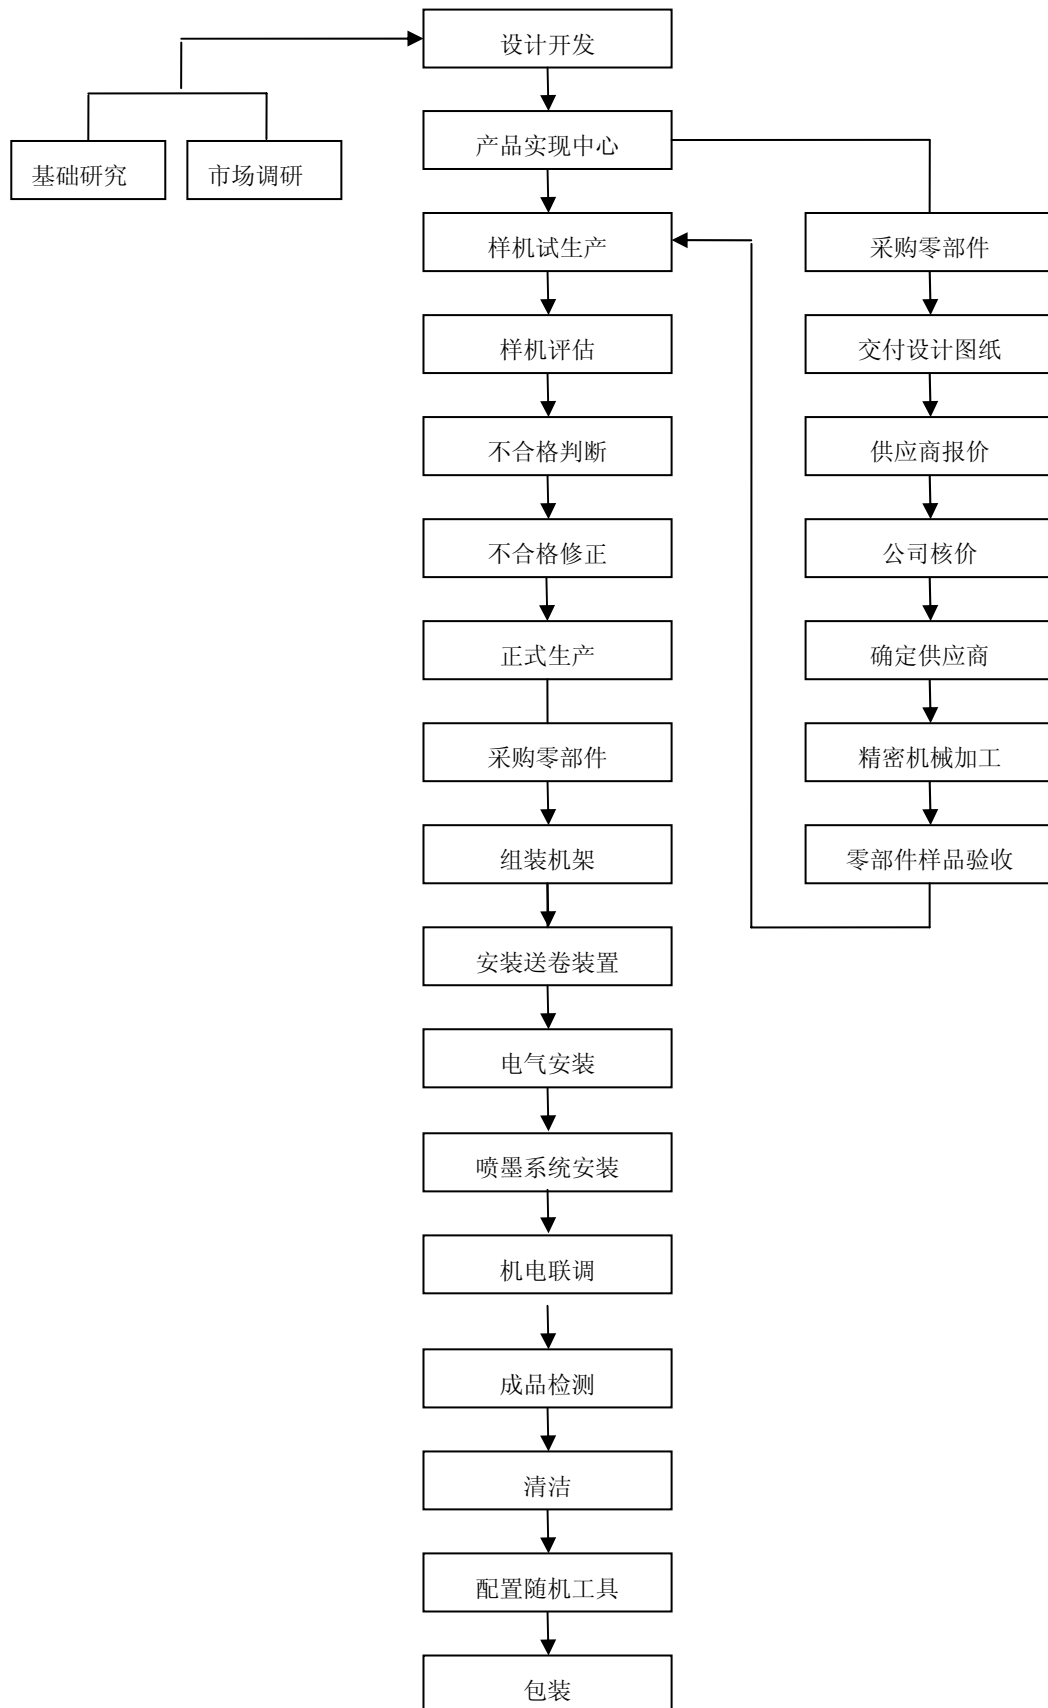 设计开发
基础研究
市场调研
产品实现中心
样机试生产
样机评估
不合格判断
不合格修正
正式生产
采购零部件
组装机架
安装送卷装置
电气安装
喷墨系统安装
机电联调
成品检测
清洁
配置随机工具
包装
采购零部件
交付设计图纸
供应商报价
公司核价
确定供应商
精密机械加工
零部件样品验收